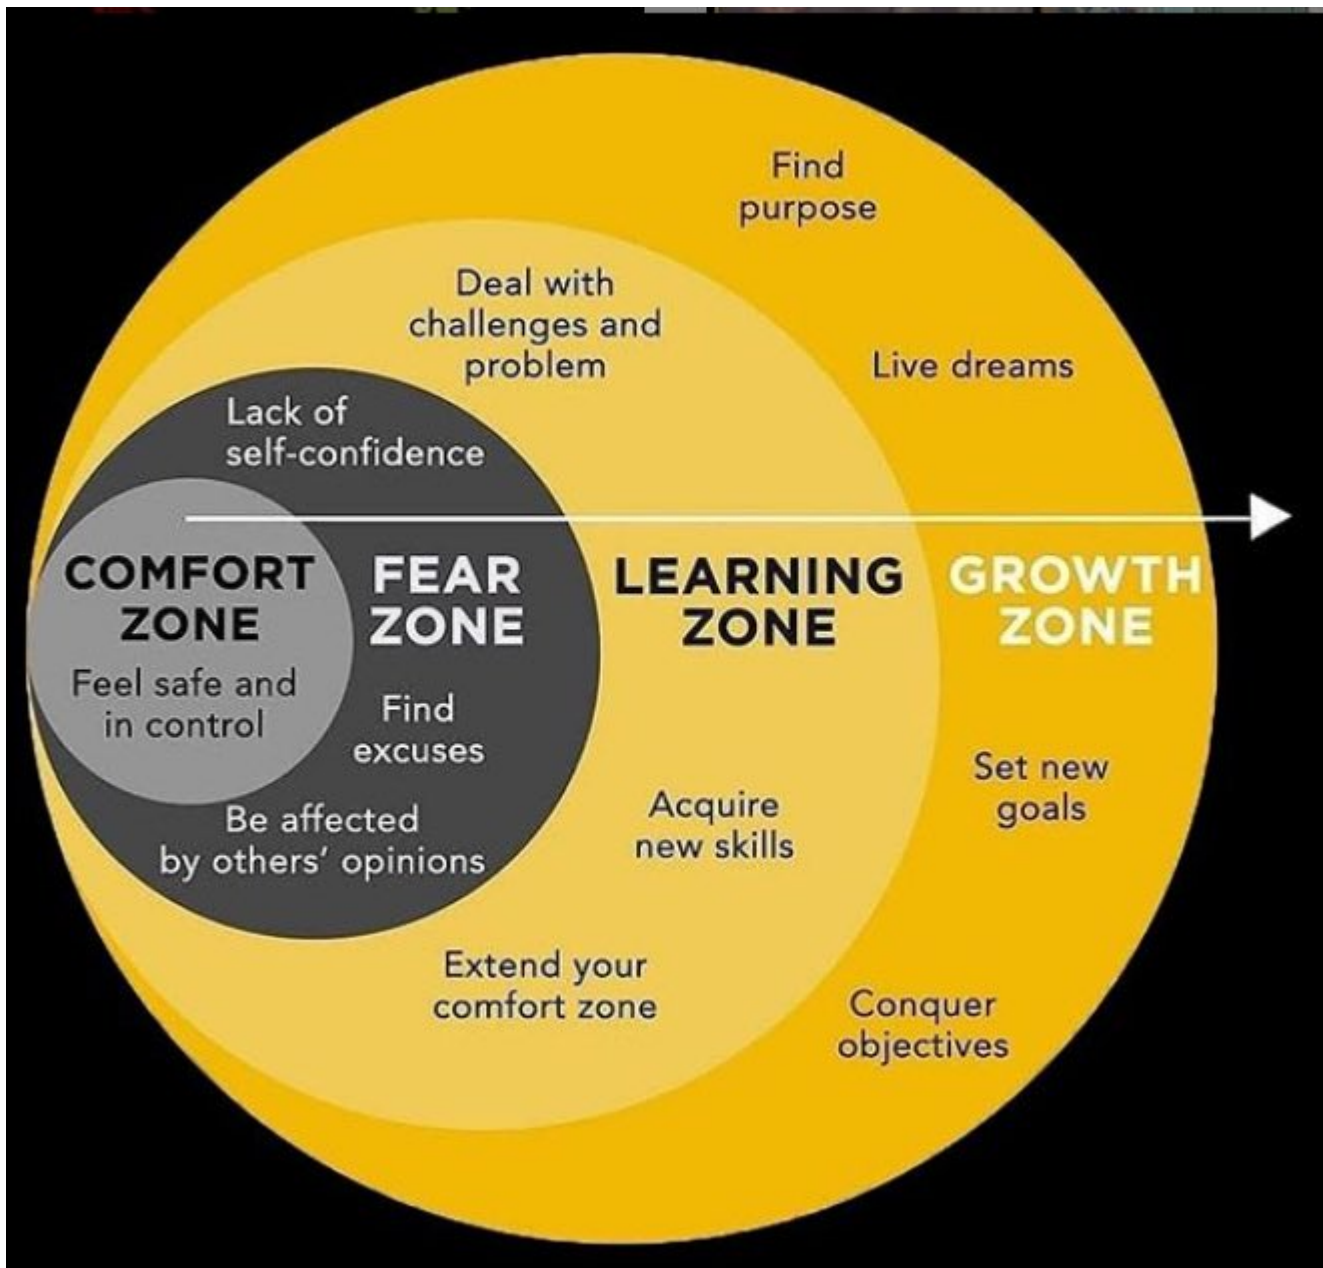 Find
purpose
Deal with
challenges and
problem
Live dreams
Lack of
self-confidence
COMFORT
ZONE
Feel safe and
in control
FEAR
ZONE
Find
excuses
Be affected
by others’ opinions
LEARNING
ZONE
Acquire
new skills
Extend your
comfort zone
GROWTH
ZONE
Set new
goals
Conquer
objectives